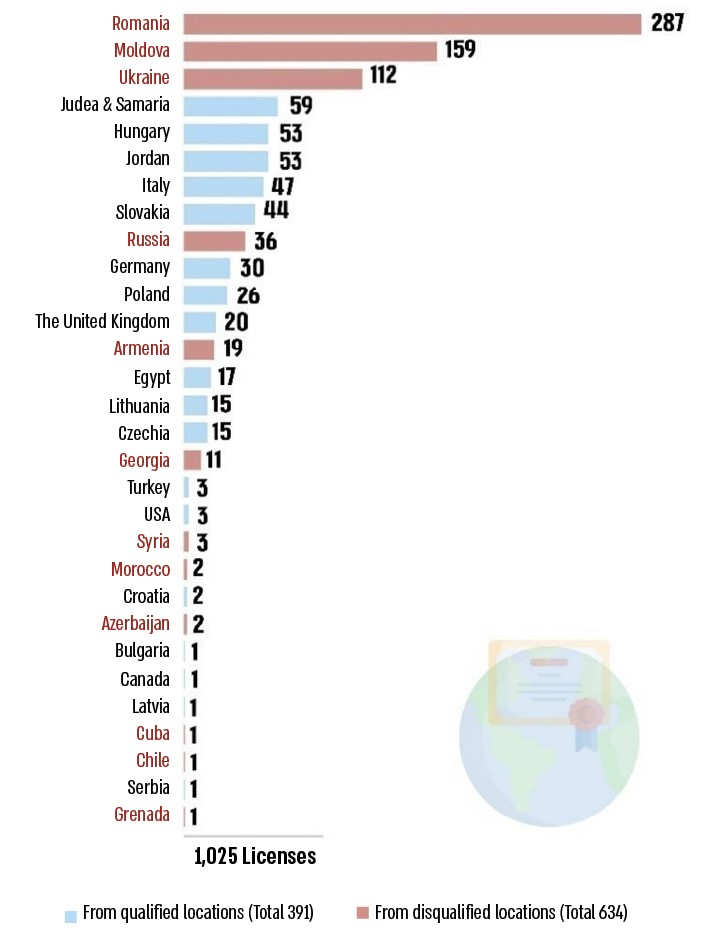 Romania 287
Moldova 159
Ukraine 112
Judea & Samaria 59
Hungary 53
Jordan 53
Italy 47
Slovakia 44
Russia 36
Germany 30
Poland 26
The United Kingdom 20
Armenia 19
Egypt 17
Lithuania 15
Czechia 15
Georgia 11
Turkey 3
USA 3
Syria 3
Morocco 2
Croatia 2
Azerbaijan 2
Bulgaria 1
Canada 1
Latvia 1
Cuba 1
Chile 1
Serbia 1
Grenada 1
1,025 Licenses
From qualified locations (Total 391) From disqualified locations (Total 634)